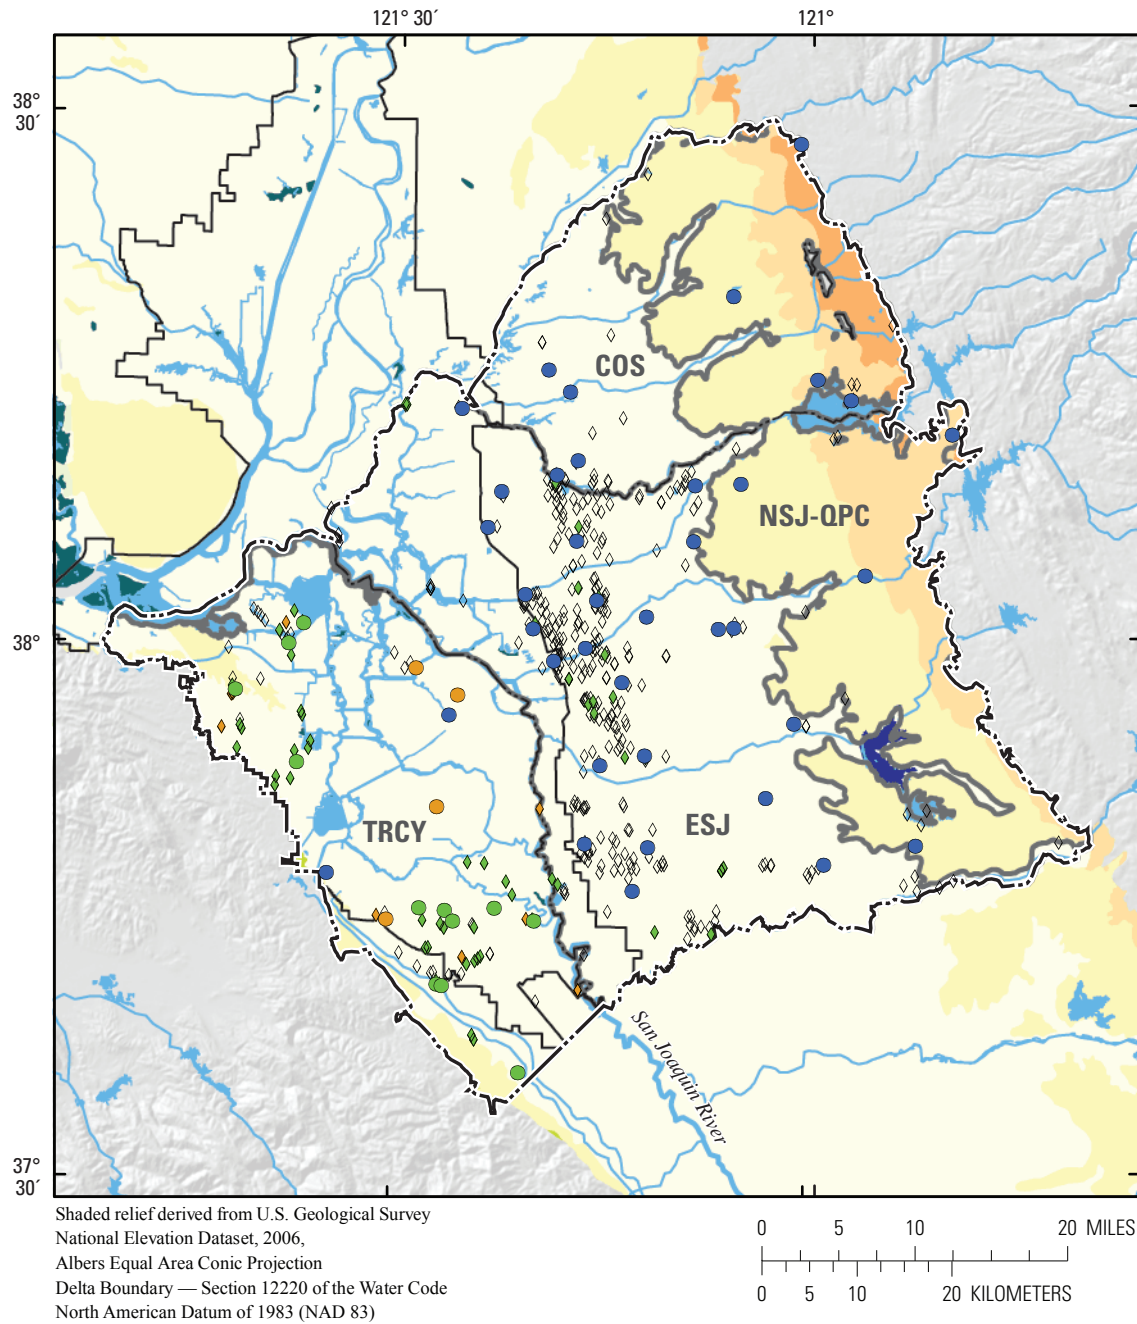 121° 30´
121°
38°
30´
COS
NSJ-QPC
38°
TRCY
ESJ
San Joaquin River
37°
30´
Shaded relief derived from U.S. Geological Survey
National Elevation Dataset, 2006,
Albers Equal Area Conic Projection
Delta Boundary — Section 12220 of the Water Code
North American Datum of 1983 (NAD 83)
0 5 10 20 MILES
0 5 10 20 KILOMETERS